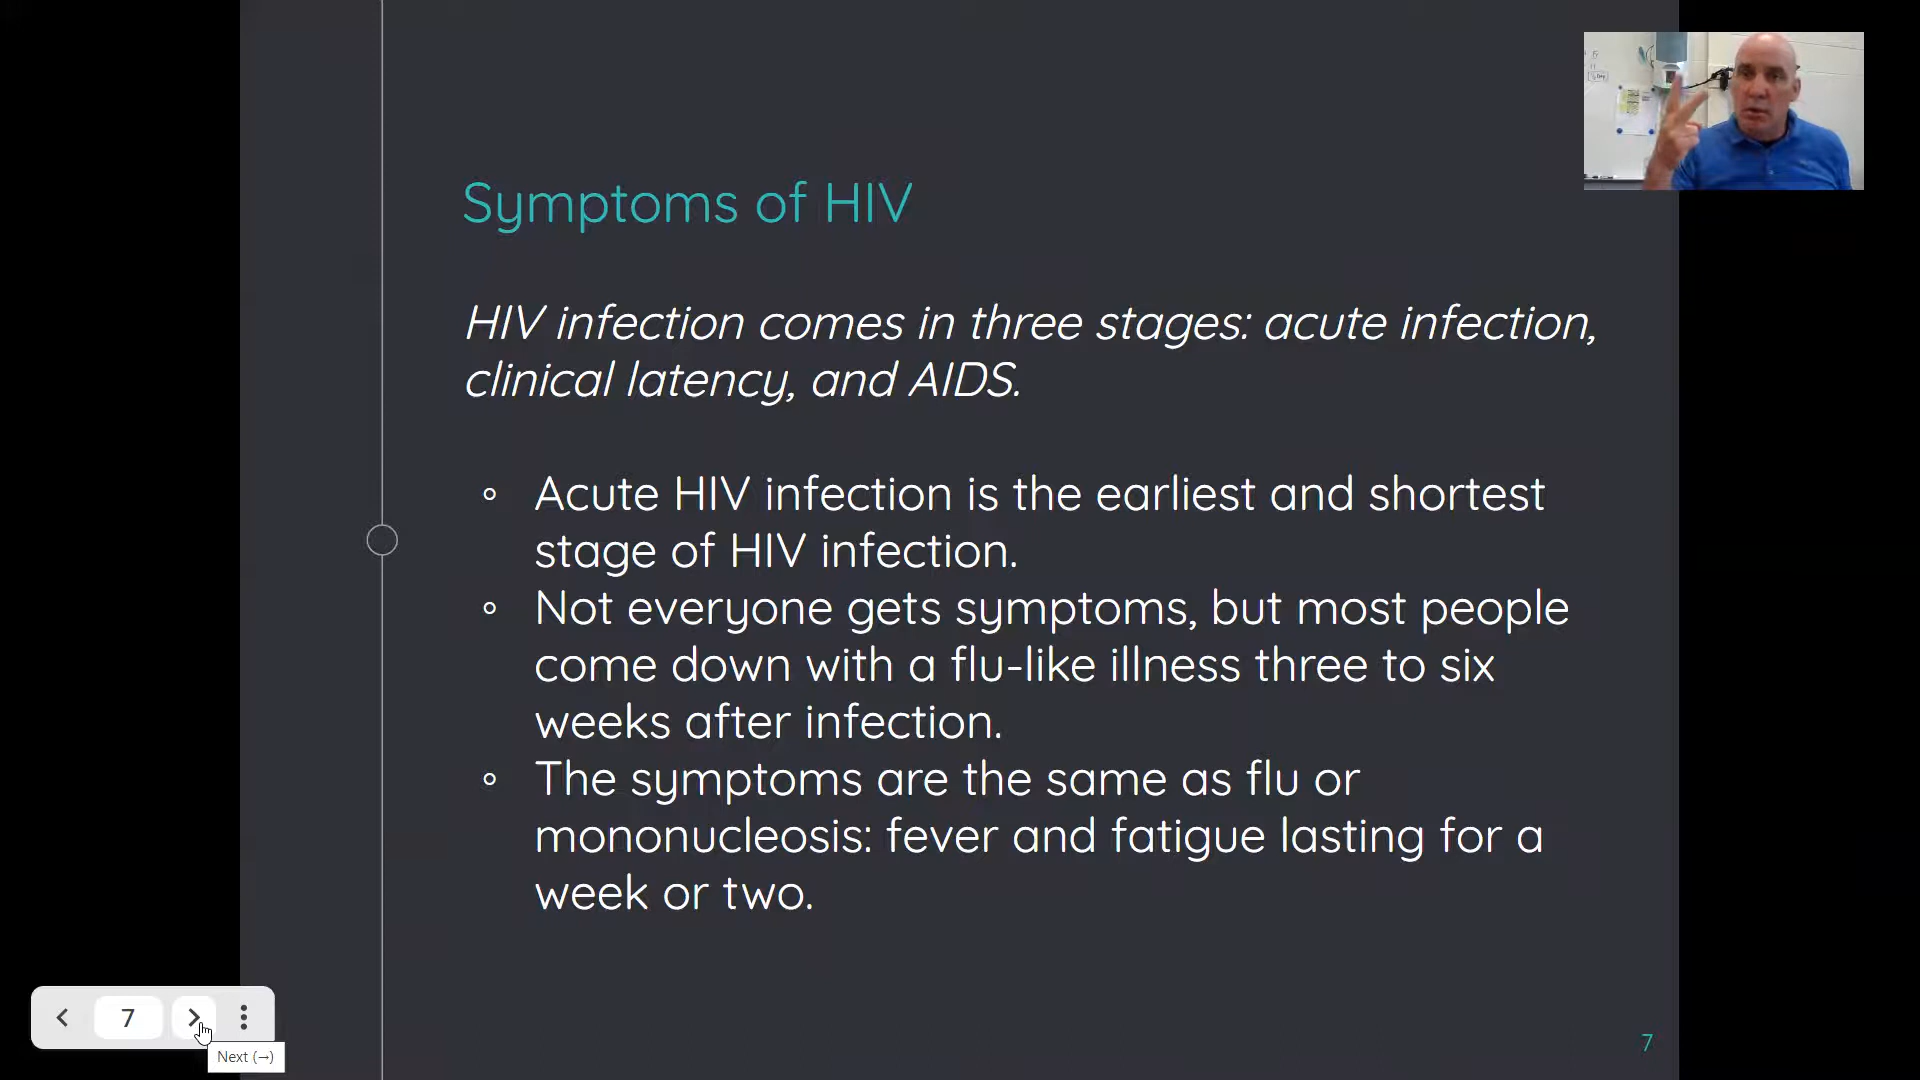 Symptoms of HIV
HIV infection comes in three stages: acute infection,
clinical latency, and AIDS.
Acute HIV infection is the earliest and shortest
stage of HIV infection.
Not everyone gets symptoms, but most people
come down with a flu-like illness three to six
weeks after infection.
The symptoms are the same as flu or
mononucleosis: fever and fatigue lasting for a
week or two.
7
Next (→)
7